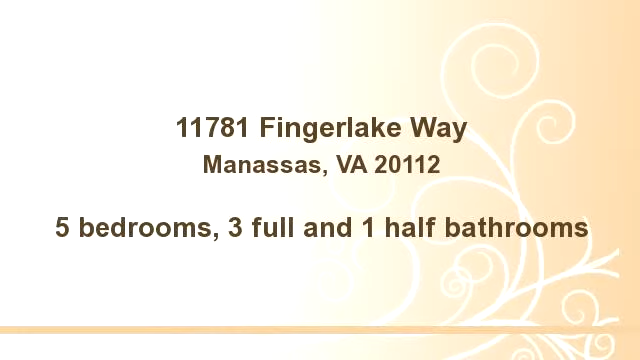 11781 Fingerlake Way
Manassas, VA 20112
5 bedrooms, 3 full and 1 half bathrooms